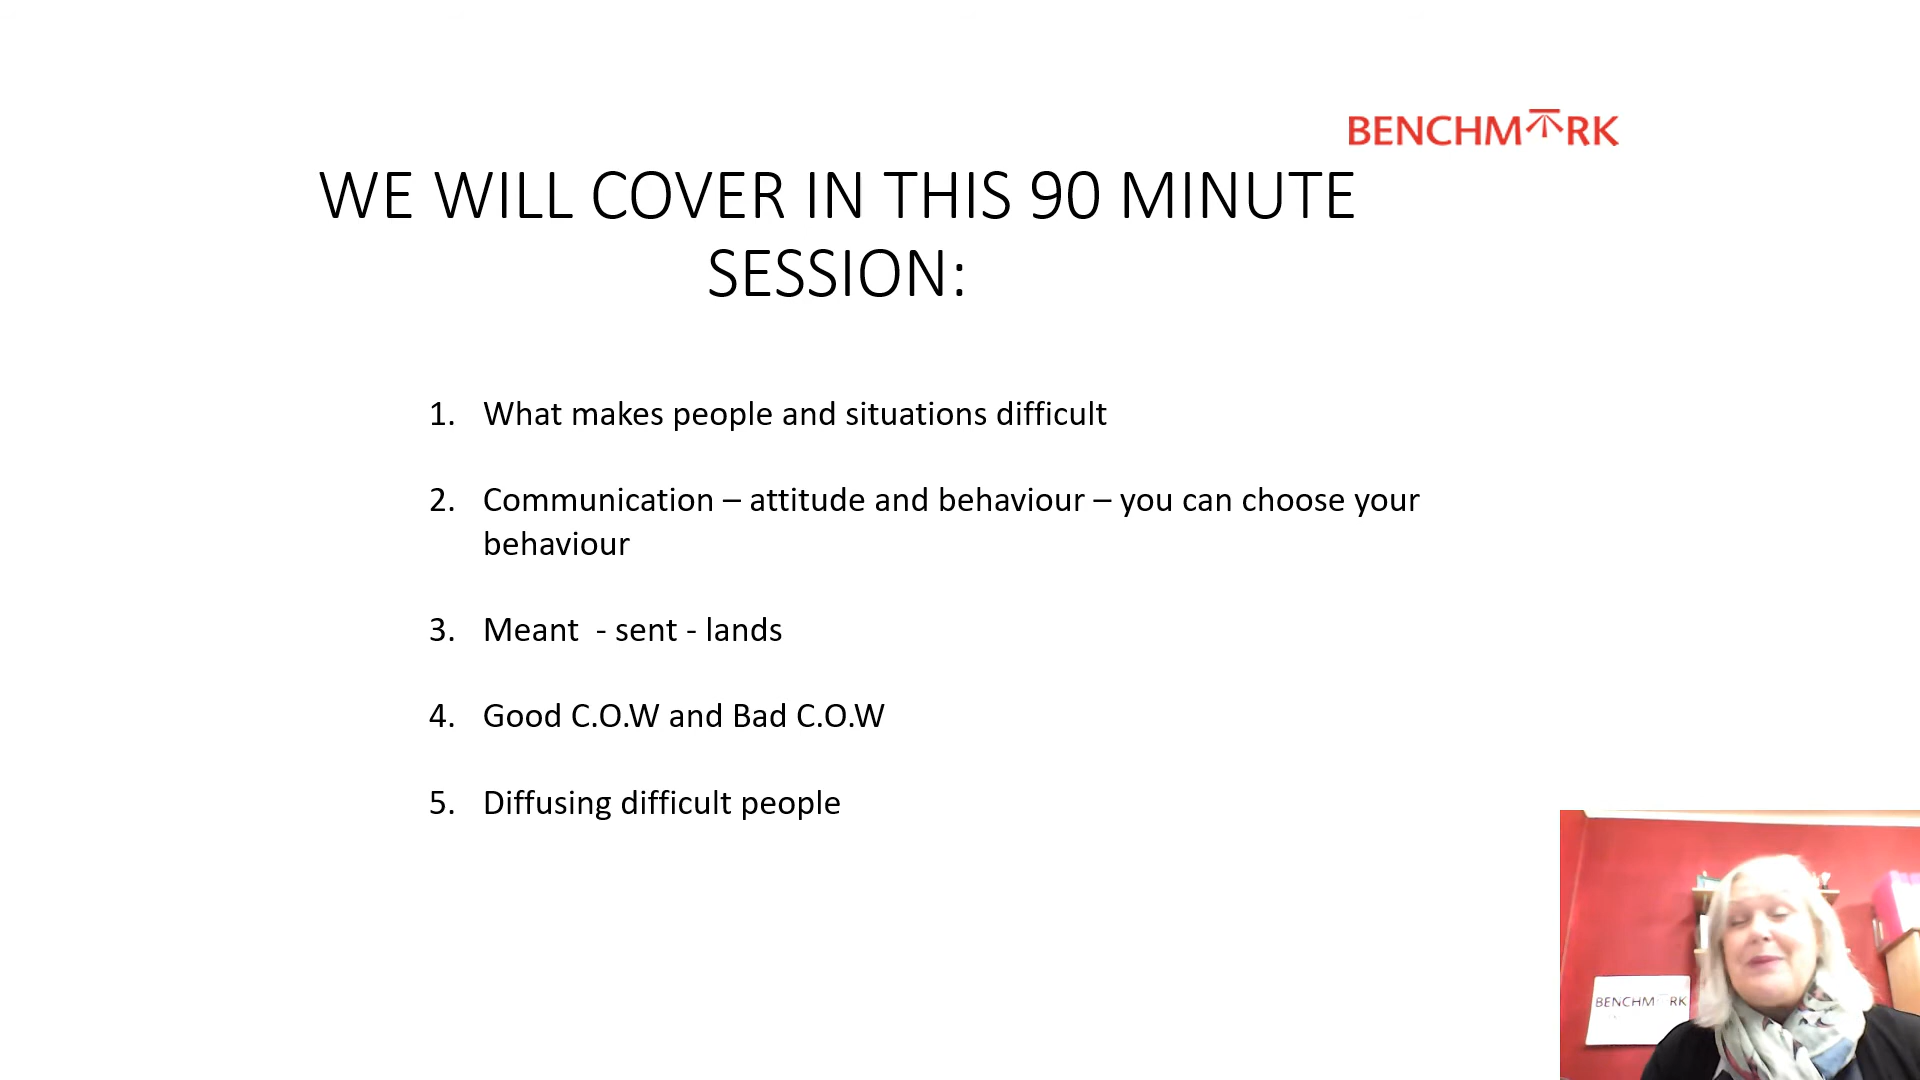 BENCHMARK
WE WILL COVER IN THIS 90 MINUTE
SESSION:
1. What makes people and situations difficult
2. Communication – attitude and behaviour – you can choose your
behaviour
3. Meant  - sent - lands
4. Good C.O.W and Bad C.O.W
5. Diffusing difficult people
BENCHMARK